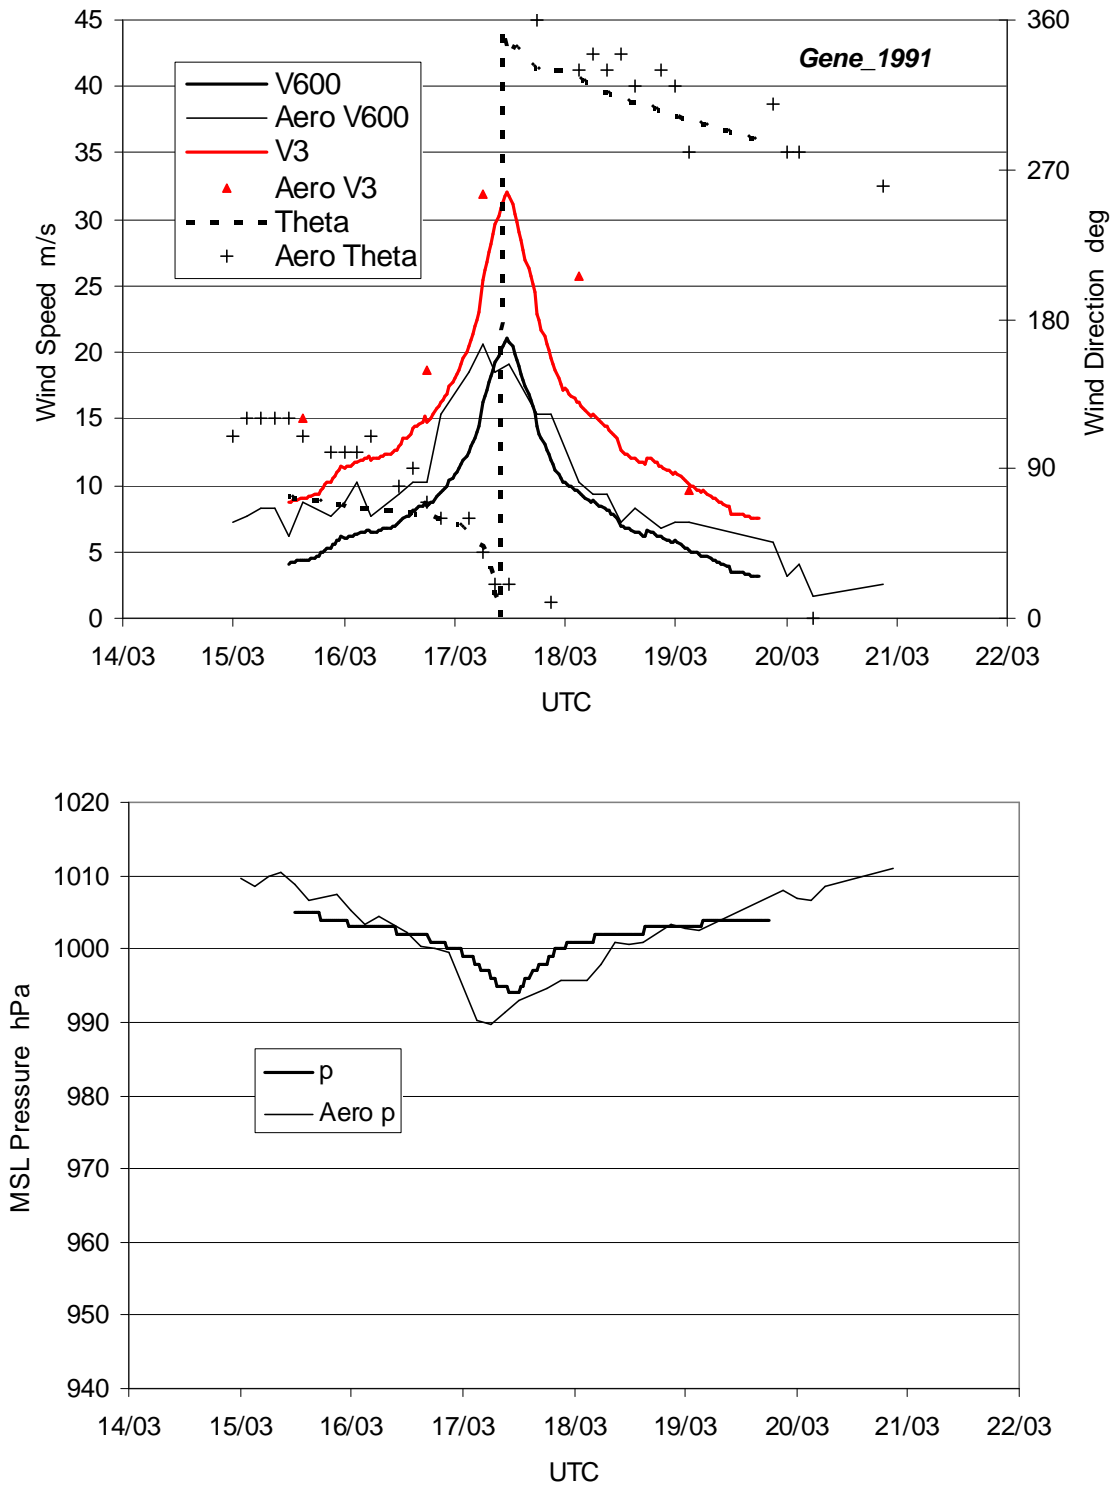 45
40
35
30
25
20
15
10
5
0
Wind Speed m/s
V600
Aero V600
V3
Aero V3
Theta
Aero Theta
Gene_1991
360
270
180
90
0
Wind Direction deg
14/03 15/03 16/03 17/03 18/03 19/03 20/03 21/03 22/03
UTC
1020
1010
1000
990
980
970
960
950
940
MSL Pressure hPa
p
Aero p
14/03 15/03 16/03 17/03 18/03 19/03 20/03 21/03 22/03
UTC